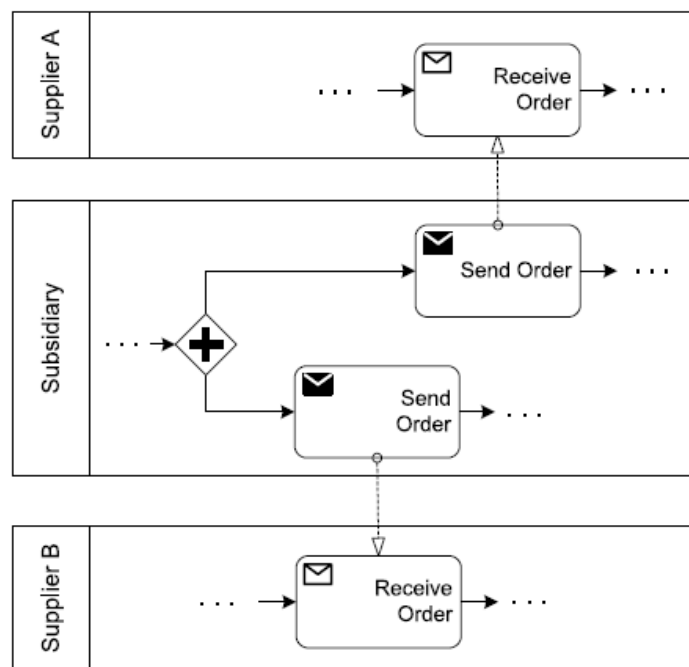 Supplier A
. . .
Receive
Order
. . .
Subsidiary
Send Order
. . .
. . .
Send
Order
. . .
Supplier B
. . .
Receive
Order
. . .